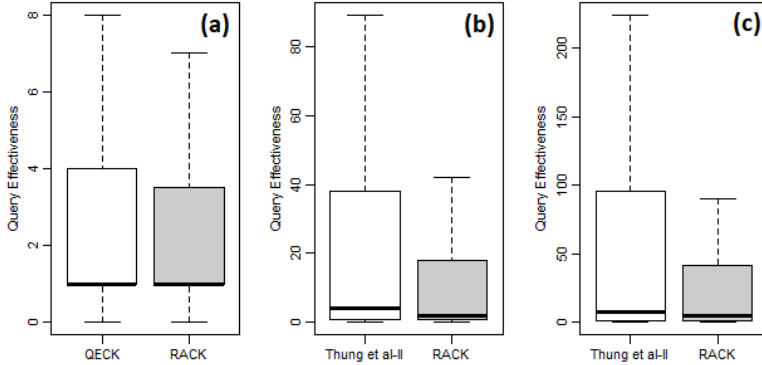 (a)
Query Effectiveness
8
6
4
2
0
QECK RACK
(b)
Query Effectiveness
80
60
40
20
0
Thung et al-II RACK
(c)
Query Effectiveness
200
150
100
50
0
Thung et al-II RACK